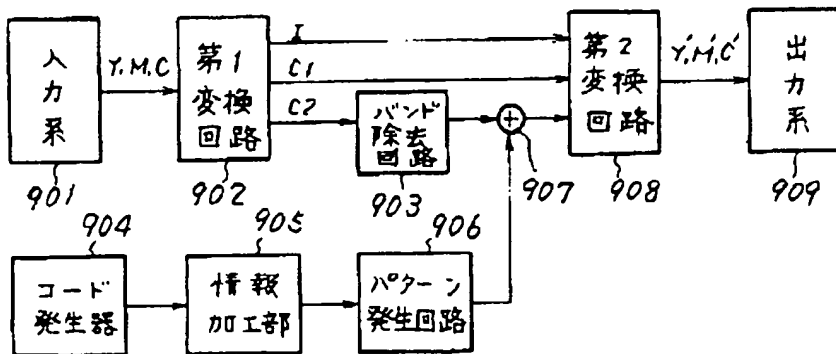 入力系
901
Y,M,C
第1
変換
回路
902
I
C1
C2
バンド
除去
回路
903
+
907
第2
変換
回路
908
Y',M',C'
出力系
909
904
コード
発生器
905
情報
加工部
906
パターン
発生回路